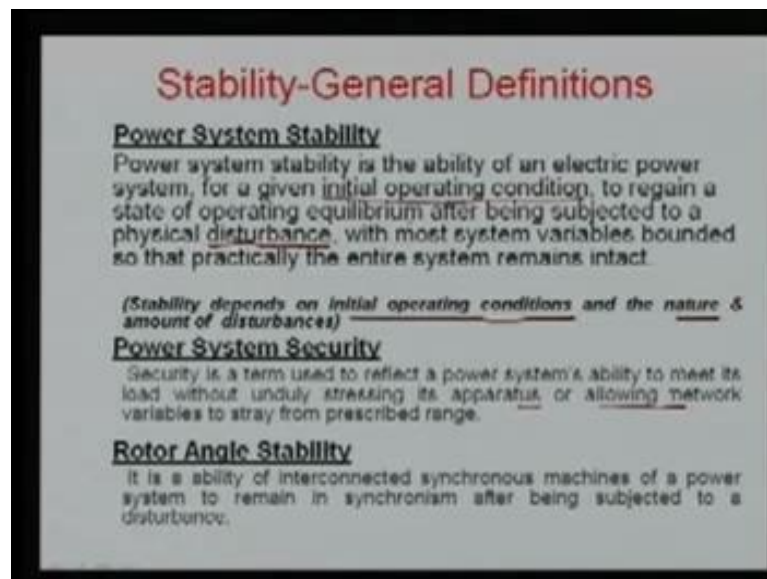 Stability-General Definitions
Power System Stability
Power system stability is the ability of an electric power
system, for a given initial operating condition, to regain a
state of operating equilibrium after being subjected to a
physical disturbance, with most system variables bounded
so that practically the entire system remains intact.
(Stability depends on initial operating conditions and the nature &
amount of disturbances)
Power System Security
Security is a term used to reflect a power system's ability to meet its
load without unduly stressing its apparatus or allowing network
variables to stray from prescribed range.
Rotor Angle Stability
It is a ability of interconnected synchronous machines of a power
system to remain in synchronism after being subjected to a
disturbance.